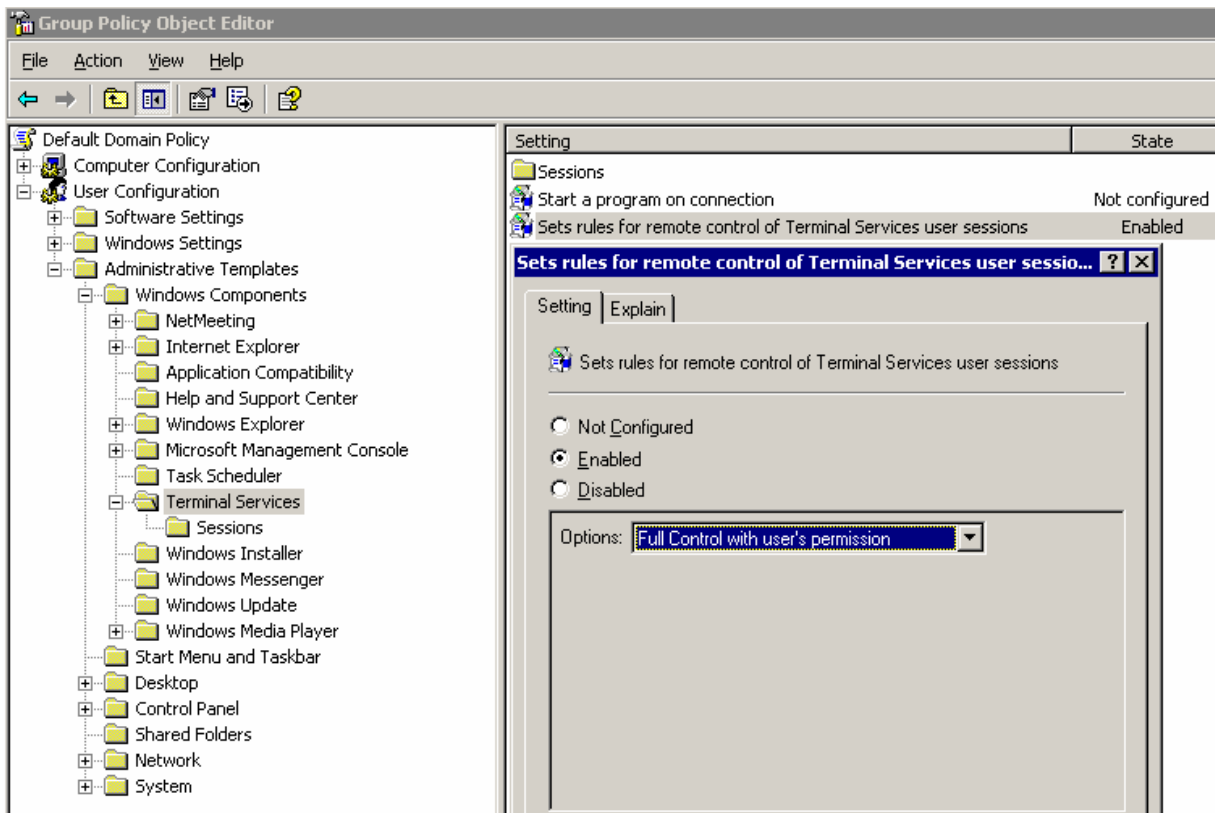 Group Policy Object Editor
File Action View Help
Default Domain Policy
Computer Configuration
User Configuration
Software Settings
Windows Settings
Administrative Templates
Windows Components
NetMeeting
Internet Explorer
Application Compatibility
Help and Support Center
Windows Explorer
Microsoft Management Console
Task Scheduler
Terminal Services
Sessions
Windows Installer
Windows Messenger
Windows Update
Windows Media Player
Start Menu and Taskbar
Desktop
Control Panel
Shared Folders
Network
System
Setting State
Sessions
Start a program on connection Not configured
Sets rules for remote control of Terminal Services user sessions Enabled
Sets rules for remote control of Terminal Services user sessio...
Setting Explain
Sets rules for remote control of Terminal Services user sessions
Not Configured
Enabled
Disabled
Options: Full Control with user's permission